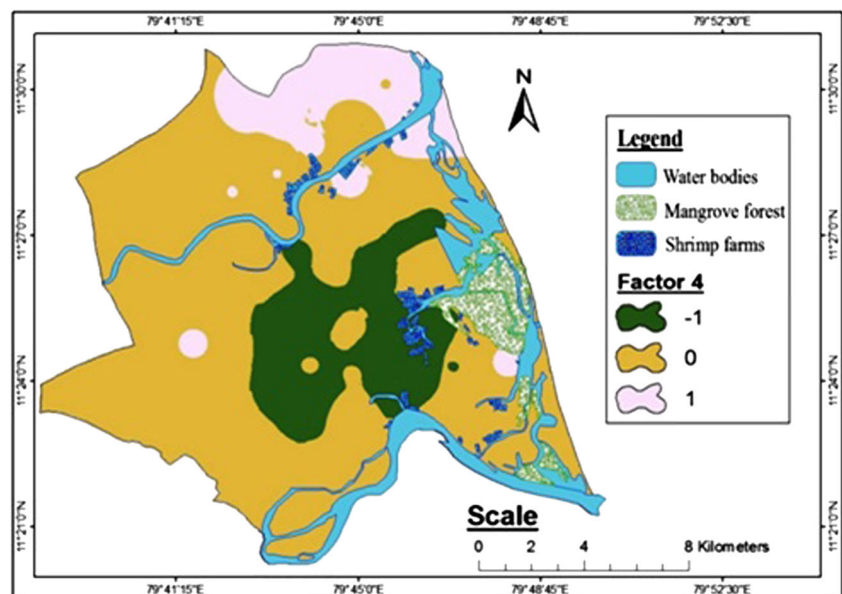 79°41'15"E 79°45'0"E 79°48'45"E 79°52'30"E
11°30'0"N
11°27'0"N
11°24'0"N
11°21'0"N
N
Legend
Water bodies
Mangrove forest
Shrimp farms
Factor 4
-1
0
1
Scale
0 2 4 8 Kilometers
11°30'0"N
11°27'0"N
11°24'0"N
11°21'0"N
79°41'15"E 79°45'0"E 79°48'45"E 79°52'30"E